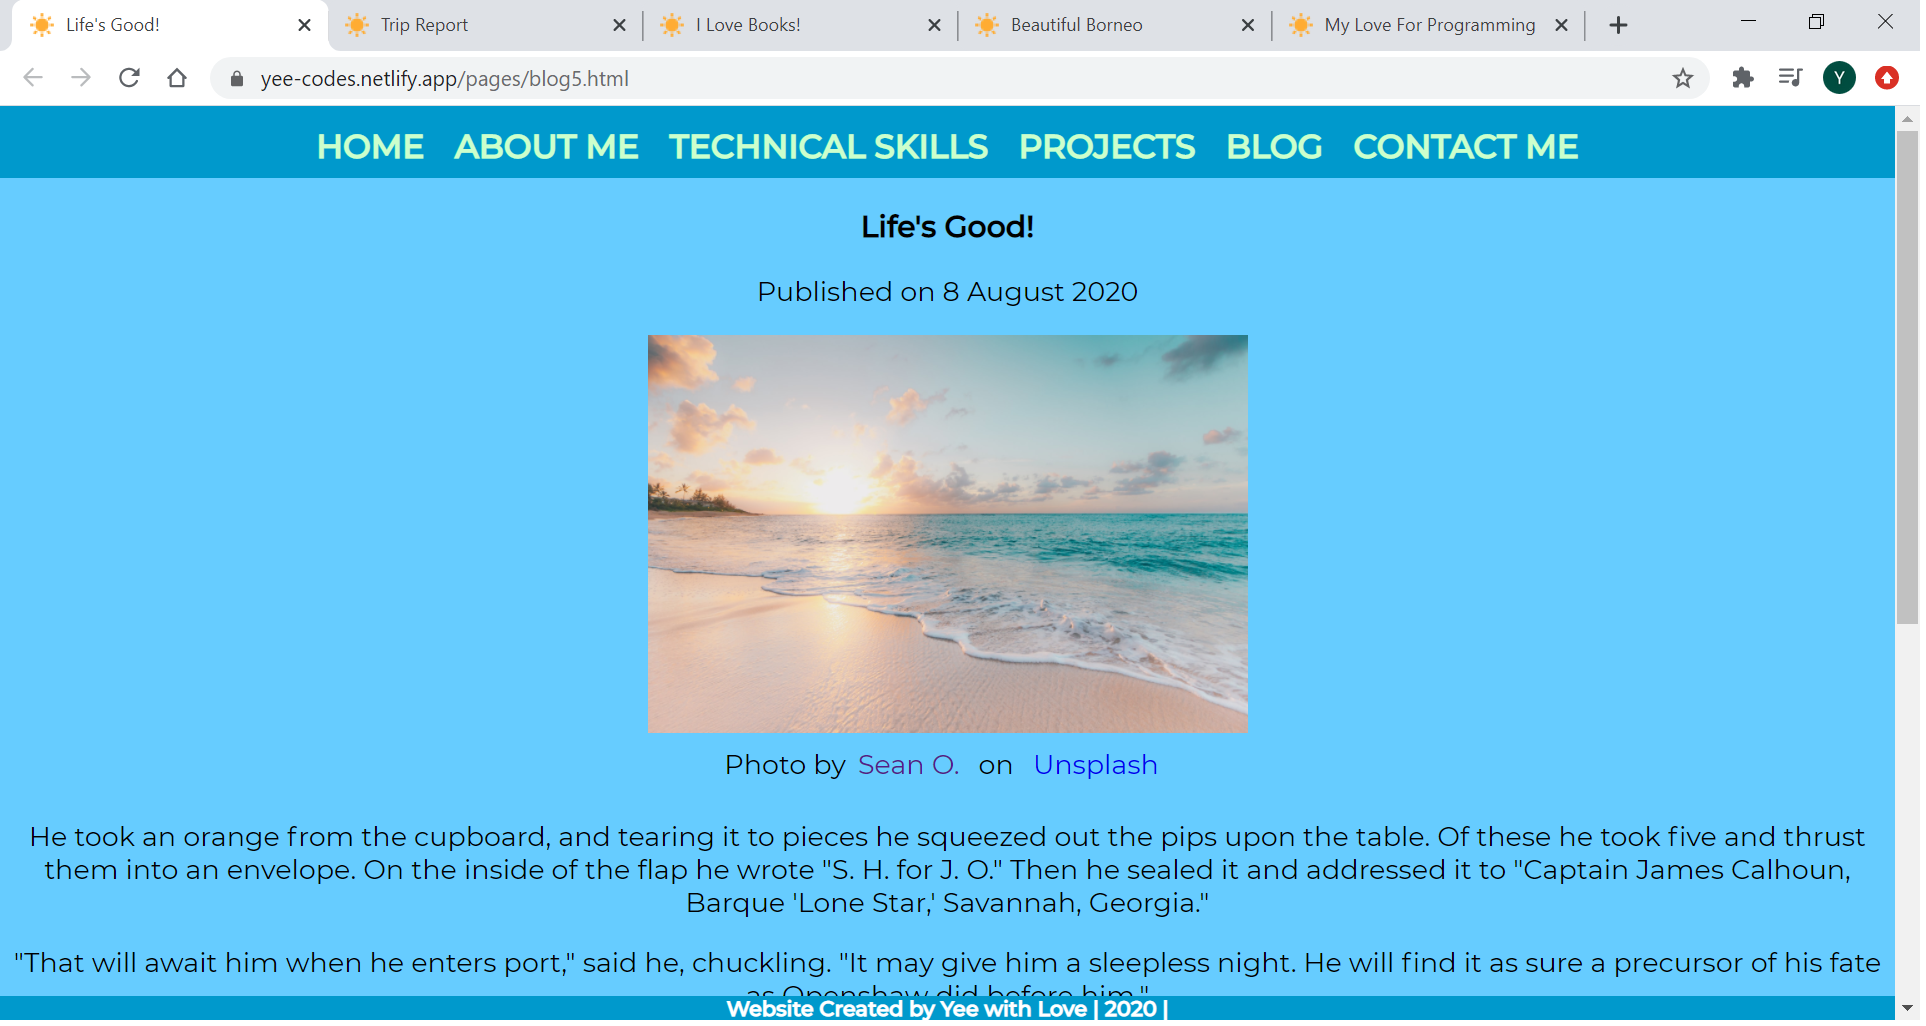 Life's Good!
Trip Report
I Love Books!
Beautiful Borneo
My Love For Programming
yee-codes.netlify.app/pages/blog5.html
Y
HOME ABOUT ME TECHNICAL SKILLS PROJECTS BLOG CONTACT ME
Life's Good!
Published on 8 August 2020
Photo by Sean O. on Unsplash
He took an orange from the cupboard, and tearing it to pieces he squeezed out the pips upon the table. Of these he took five and thrust
them into an envelope. On the inside of the flap he wrote "S. H. for J. O." Then he sealed it and addressed it to "Captain James Calhoun,
Barque 'Lone Star,' Savannah, Georgia."
"That will await him when he enters port," said he, chuckling. "It may give him a sleepless night. He will find it as sure a precursor of his fate
as Openshaw did before him."
Website Created by Yee with Love | 2020 |